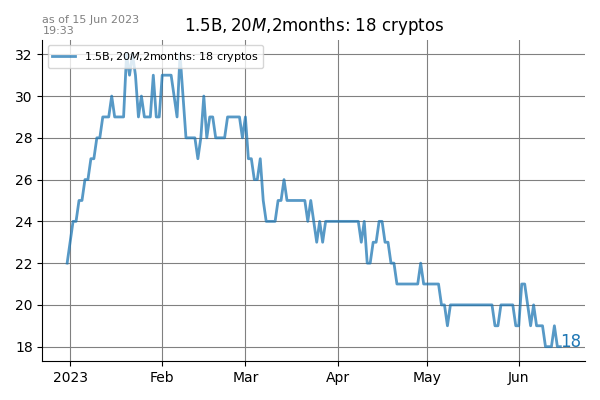 as of 15 Jun 2023
19:33
1.5B, 20M,2months: 18 cryptos
1.5B, 20M,2months: 18 cryptos
32
30
28
26
24
22
20
18
18
2023 Feb Mar Apr May Jun